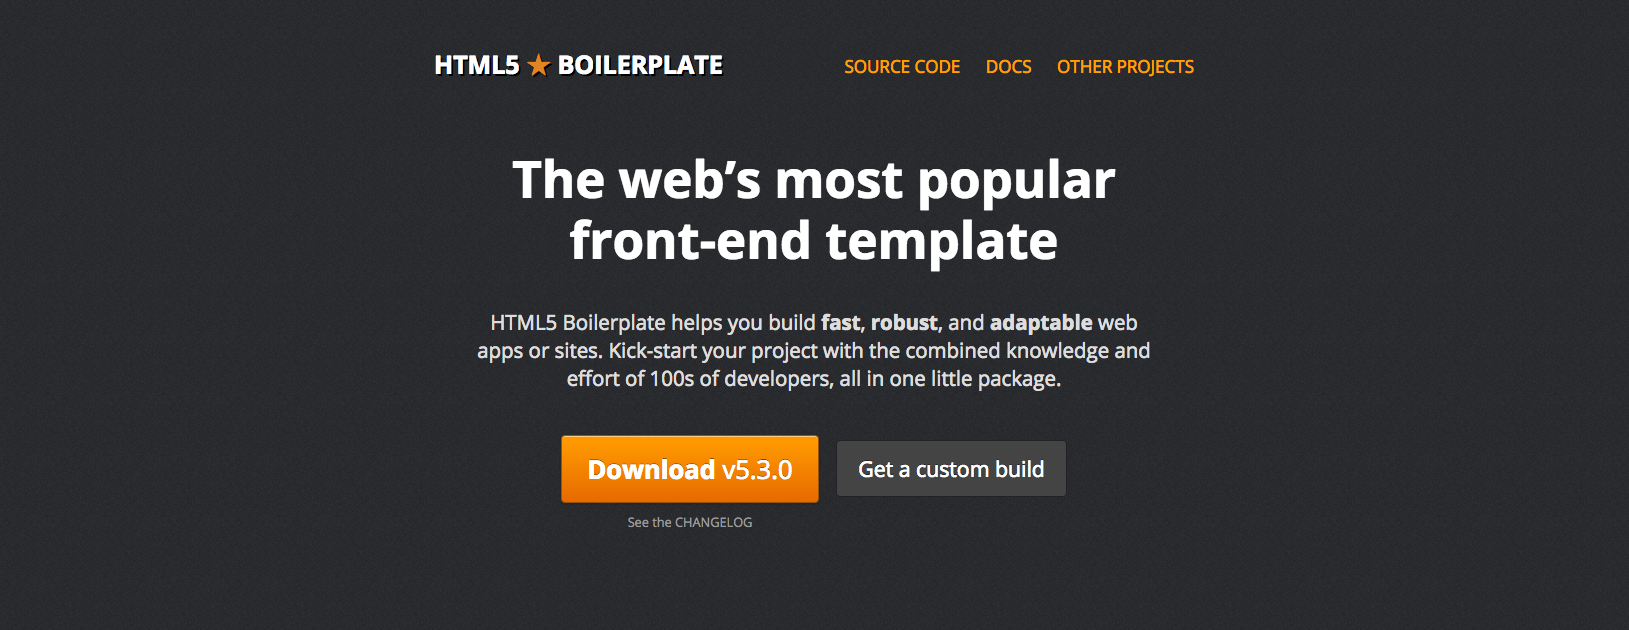 HTML5 ★ BOILERPLATE
SOURCE CODE DOCS OTHER PROJECTS
The web’s most popular
front-end template
HTML5 Boilerplate helps you build fast, robust, and adaptable web
apps or sites. Kick-start your project with the combined knowledge and
effort of 100s of developers, all in one little package.
Download v5.3.0
Get a custom build
See the CHANGELOG